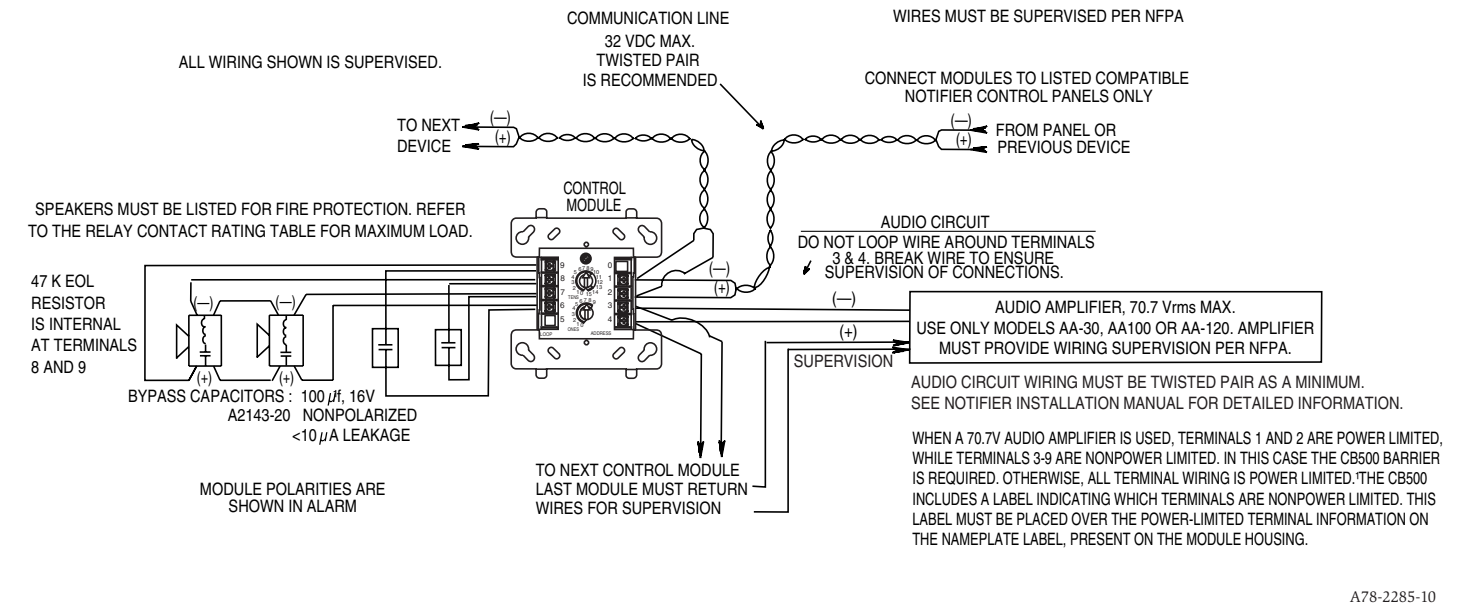 COMMUNICATION LINE
32 VDC MAX.
TWISTED PAIR
IS RECOMMENDED
WIRES MUST BE SUPERVISED PER NFPA
ALL WIRING SHOWN IS SUPERVISED.
CONNECT MODULES TO LISTED COMPATIBLE
NOTIFIER CONTROL PANELS ONLY
TO NEXT
DEVICE
(—)
(+)
(—)
(+)
FROM PANEL OR
PREVIOUS DEVICE
CONTROL
MODULE
SPEAKERS MUST BE LISTED FOR FIRE PROTECTION. REFER
TO THE RELAY CONTACT RATING TABLE FOR MAXIMUM LOAD.
AUDIO CIRCUIT
DO NOT LOOP WIRE AROUND TERMINALS
3 & 4. BREAK WIRE TO ENSURE
SUPERVISION OF CONNECTIONS.
(—)
(+)
47 K EOL
RESISTOR
IS INTERNAL
AT TERMINALS
8 AND 9
(—)
(—)
(+)
(+)
9
8
7
6
5
0
1
2
3
4
TENS
ONES
ADDRESS
LOOP
(—)
(+)
SUPERVISION
AUDIO AMPLIFIER, 70.7 Vrms MAX.
USE ONLY MODELS AA-30, AA100 OR AA-120. AMPLIFIER
MUST PROVIDE WIRING SUPERVISION PER NFPA.
BYPASS CAPACITORS : 100 µf, 16V
A2143-20 NONPOLARIZED
<10 µA LEAKAGE
AUDIO CIRCUIT WIRING MUST BE TWISTED PAIR AS A MINIMUM.
SEE NOTIFIER INSTALLATION MANUAL FOR DETAILED INFORMATION.
MODULE POLARITIES ARE
SHOWN IN ALARM
TO NEXT CONTROL MODULE
LAST MODULE MUST RETURN
WIRES FOR SUPERVISION
WHEN A 70.7V AUDIO AMPLIFIER IS USED, TERMINALS 1 AND 2 ARE POWER LIMITED,
WHILE TERMINALS 3-9 ARE NONPOWER LIMITED. IN THIS CASE THE CB500 BARRIER
IS REQUIRED. OTHERWISE, ALL TERMINAL WIRING IS POWER LIMITED. THE CB500
INCLUDES A LABEL INDICATING WHICH TERMINALS ARE NONPOWER LIMITED. THIS
LABEL MUST BE PLACED OVER THE POWER-LIMITED TERMINAL INFORMATION ON
THE NAMEPLATE LABEL, PRESENT ON THE MODULE HOUSING.
A78-2285-10